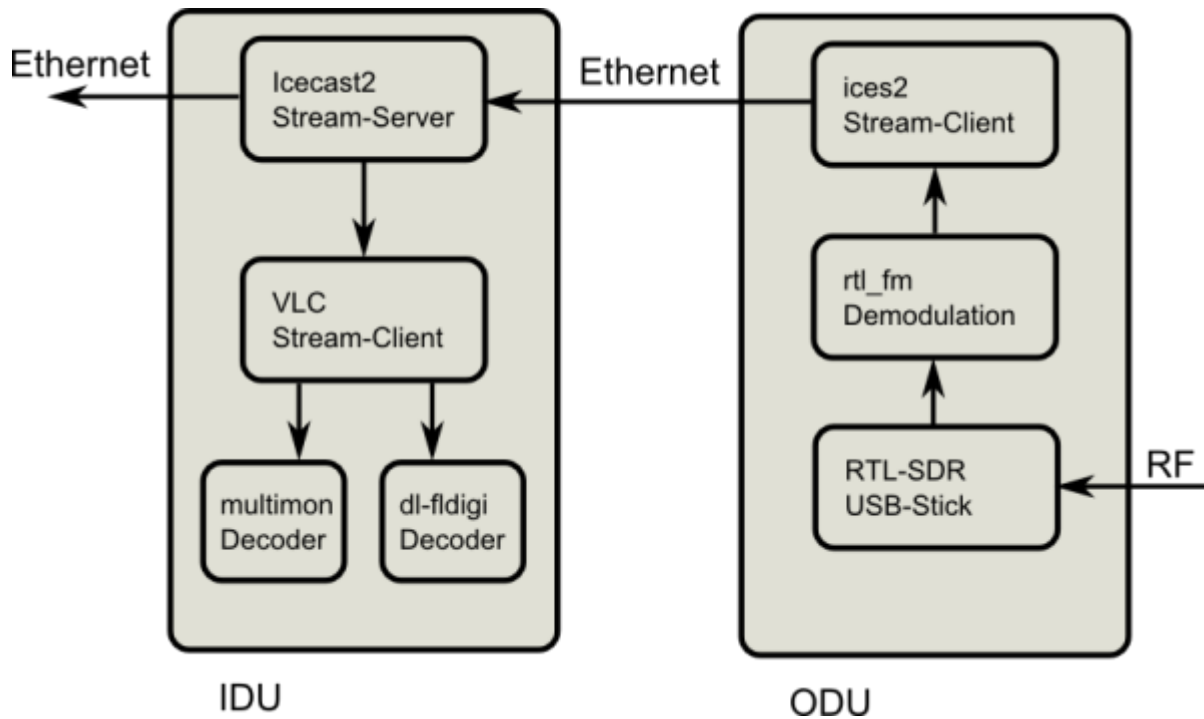 Ethernet
Icecast2
Stream-Server
Ethernet
ices2
Stream-Client
VLC
Stream-Client
rtl_fm
Demodulation
multimon
Decoder
dl-fldigi
Decoder
RTL-SDR
USB-Stick
RF
IDU
ODU